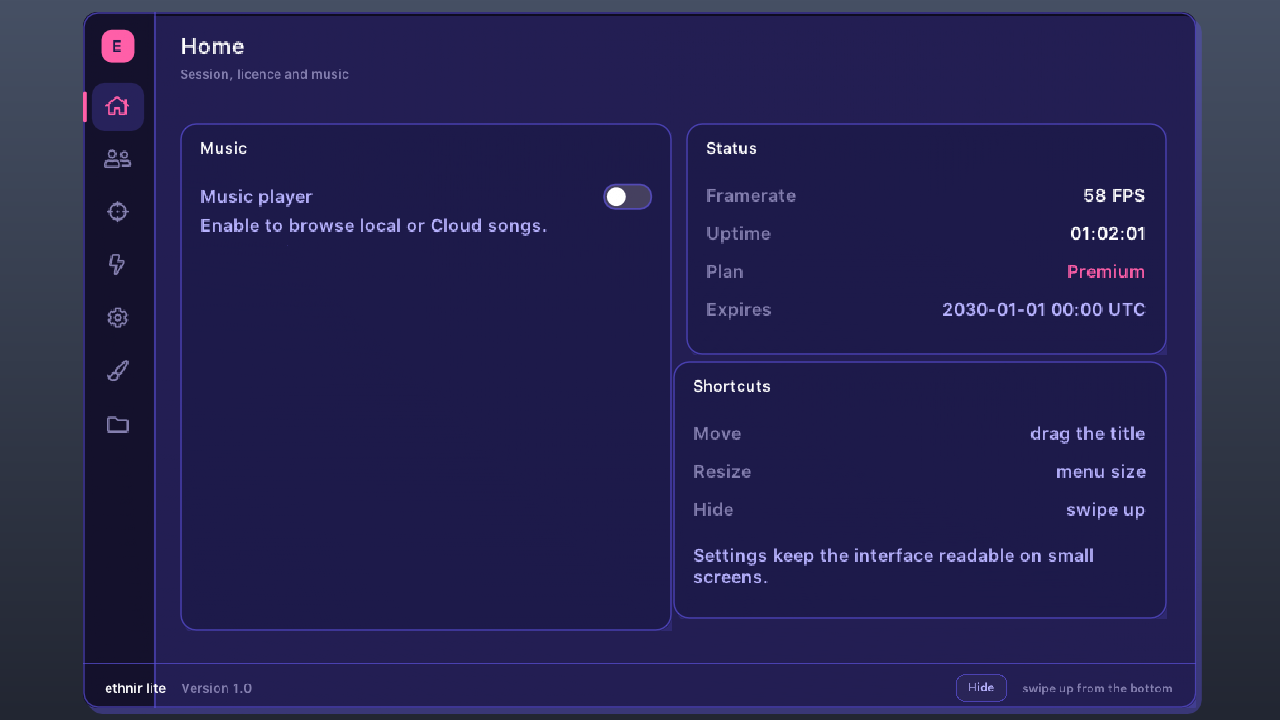 E
Home
Session, licence and music
Music
Music player
Enable to browse local or Cloud songs.
Status
Framerate 58 FPS
Uptime 01:02:01
Plan Premium
Expires 2030-01-01 00:00 UTC
Shortcuts
Move drag the title
Resize menu size
Hide swipe up
Settings keep the interface readable on small
screens.
ethnir lite Version 1.0 Hide swipe up from the bottom